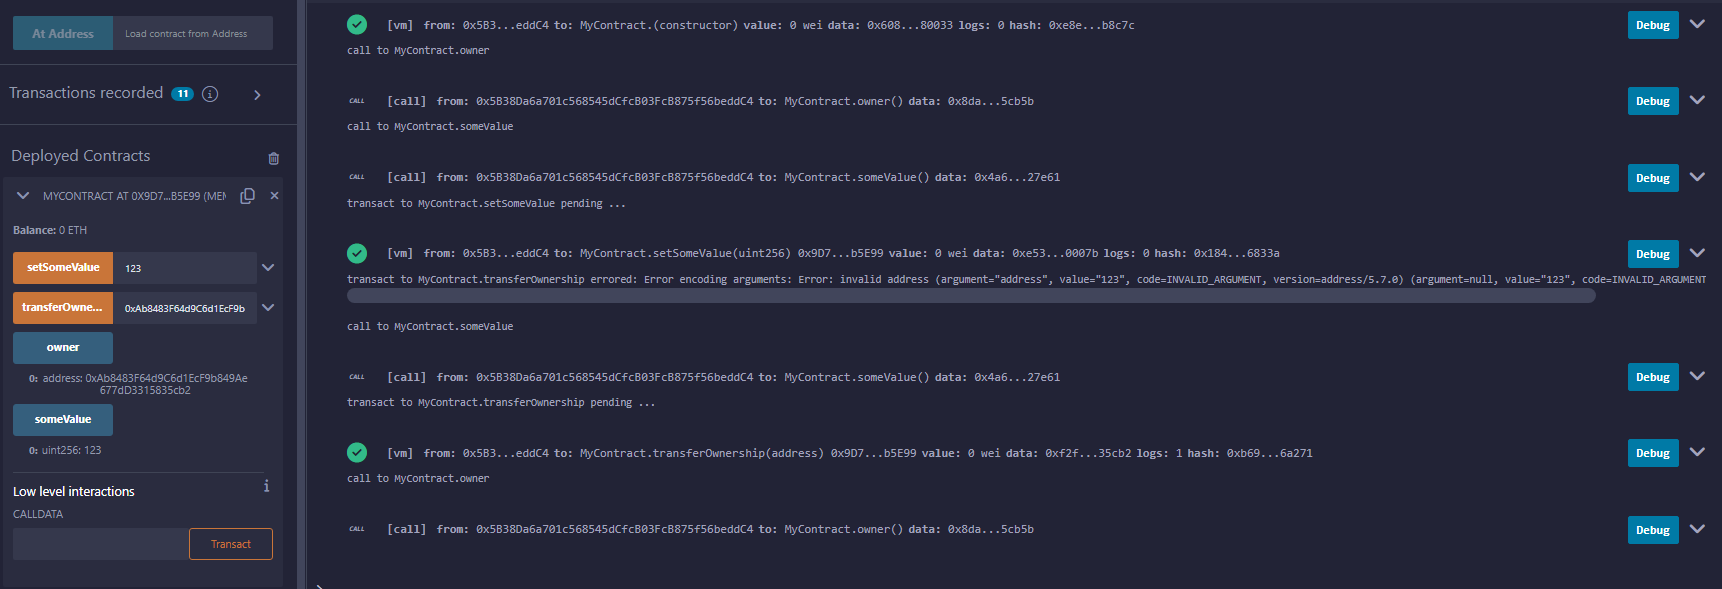 At Address
Load contract from Address
Transactions recorded 11 i
Deployed Contracts
MYCONTRACT AT 0X9D7...B5E99 (MEM
Balance: 0 ETH
setSomeValue
123
transferOwne...
0xAb8483F64d9C6d1EcF9b
owner
0: address: 0xAb8483F64d9C6d1EcF9b849Ae
677dD3315835cb2
someValue
0: uint256: 123
Low level interactions
i
CALLDATA
Transact
[vm] from: 0x5B3...eddC4 to: MyContract.(constructor) value: 0 wei data: 0x608...80033 logs: 0 hash: 0xe8e...b8c7c
Debug
call to MyContract.owner
CALL [call] from: 0x5B38Da6a701c568545dCfcB03FcB875f56beddC4 to: MyContract.owner() data: 0x8da...5cb5b
Debug
call to MyContract.someValue
CALL [call] from: 0x5B38Da6a701c568545dCfcB03FcB875f56beddC4 to: MyContract.someValue() data: 0x4a6...27e61
Debug
transact to MyContract.setSomeValue pending ...
[vm] from: 0x5B3...eddC4 to: MyContract.setSomeValue(uint256) 0x9D7...b5E99 value: 0 wei data: 0xe53...0007b logs: 0 hash: 0x184...6833a
Debug
transact to MyContract.transferOwnership errored: Error encoding arguments: Error: invalid address (argument="address", value="123", code=INVALID_ARGUMENT, version=address/5.7.0) (argument=null, value="123", code=INVALID_ARGUMENT
call to MyContract.someValue
CALL [call] from: 0x5B38Da6a701c568545dCfcB03FcB875f56beddC4 to: MyContract.someValue() data: 0x4a6...27e61
Debug
transact to MyContract.transferOwnership pending ...
[vm] from: 0x5B3...eddC4 to: MyContract.transferOwnership(address) 0x9D7...b5E99 value: 0 wei data: 0xf2f...35cb2 logs: 1 hash: 0xb69...6a271
Debug
call to MyContract.owner
CALL [call] from: 0x5B38Da6a701c568545dCfcB03FcB875f56beddC4 to: MyContract.owner() data: 0x8da...5cb5b
Debug